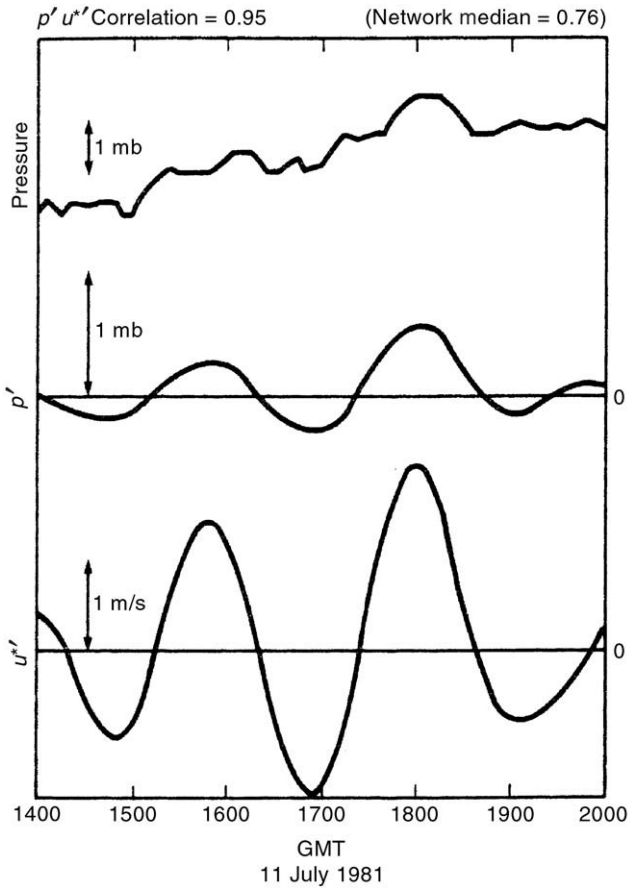 p′ u*′ Correlation = 0.95 (Network median = 0.76)
Pressure
1 mb
1 mb
p′
0
1 m/s
u*′
0
1400 1500 1600 1700 1800 1900 2000
GMT
11 July 1981